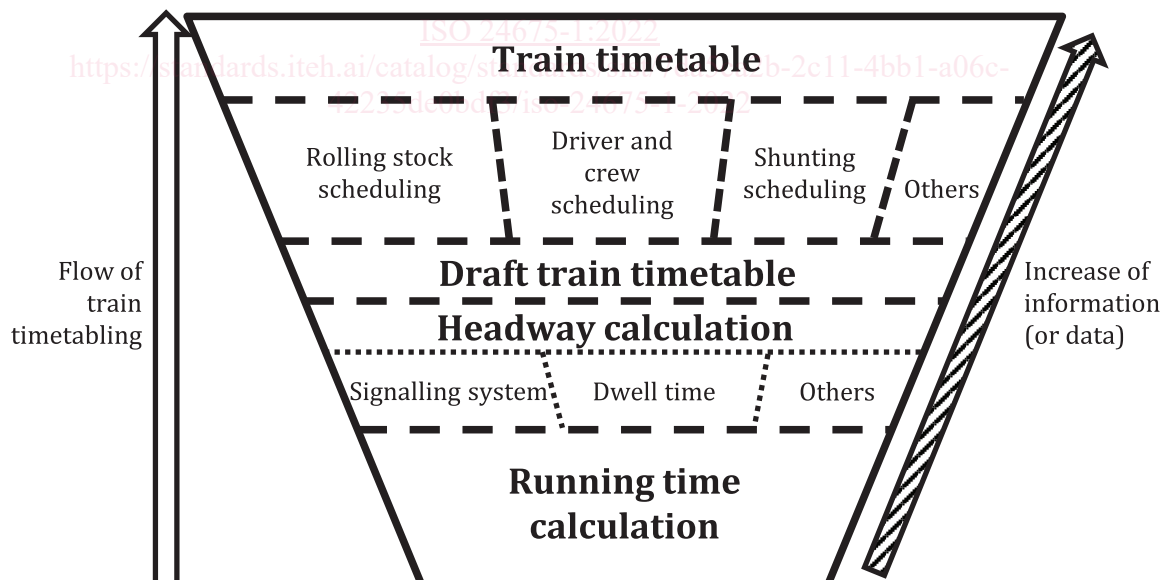 ISO 24675-1:2022
Train timetable
Rolling stock
scheduling
Driver and
crew
scheduling
Shunting
scheduling
Others
Flow of
train
timetabling
Draft train timetable
Increase of
information
(or data)
Headway calculation
Signalling system
Dwell time
Others
Running time
calculation